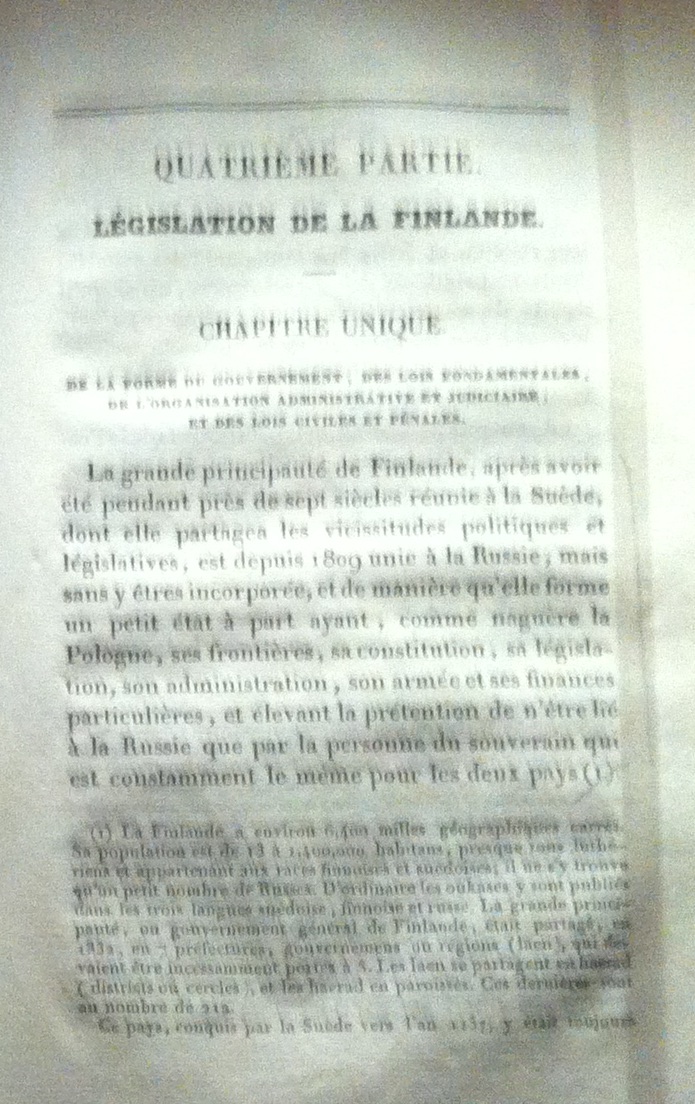 QUATRIÈME PARTIE.
LÉGISLATION DE LA FINLANDE.
CHAPITRE UNIQUE.
DE LA FORME DU GOUVERNEMENT, DES LOIS FONDAMENTALES,
DE L'ORGANISATION ADMINISTRATIVE ET JUDICIAIRE,
ET DES LOIS CIVILES ET PÉNALES.
La grande principauté de Finlande, après avoir
été pendant près de sept siècles réunie à la Suède,
dont elle partagea les vicissitudes politiques et
législatives, est depuis 1809 unie à la Russie; mais
sans y être incorporée, et de manière qu'elle forme
un petit état à part ayant, comme naguère la
Pologne, ses frontières, sa constitution, sa législa-
tion, son administration, son armée et ses finances
particulières, et élevant la prétention de n'être lié
à la Russie que par la personne du souverain qui
est constamment le même pour les deux pays (1).
(1) La Finlande a environ 6,400 milles géographiques carrés.
Sa population est de 13 à 1,400,000 habitans, presque tous luthé-
riens et appartenant aux races finnoises et suédoises; il ne s'y trouve
qu'un petit nombre de Russes. D'ordinaire les oukases y sont publiés
dans les trois langues suédoise, finnoise et russe. La grande princi-
pauté, ou gouvernement général de Finlande, était partagé, en
en 7 préfectures, gouvernemens ou régions (laen), qui de-
vaient être incessamment portés à 8. Les laen se partagent en haerad
(districts ou cercles), et les haerad en paroisses. Ces dernières sont
au nombre de
Ce pays, conquis par la Suède vers l'an y était toujours